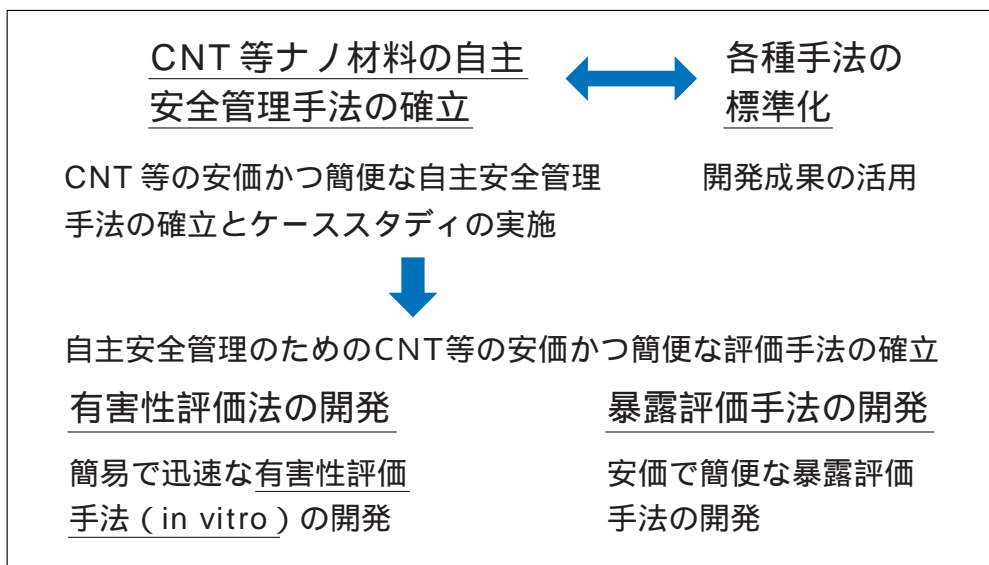 CNT 等ナノ材料の自主
安全管理手法の確立
各種手法の
標準化
CNT 等の安価かつ簡便な自主安全管理
手法の確立とケーススタディの実施
開発成果の活用
自主安全管理のためのCNT等の安価かつ簡便な評価手法の確立
有害性評価法の開発
簡易で迅速な有害性評価
手法（in vitro）の開発
暴露評価手法の開発
安価で簡便な暴露評価
手法の開発